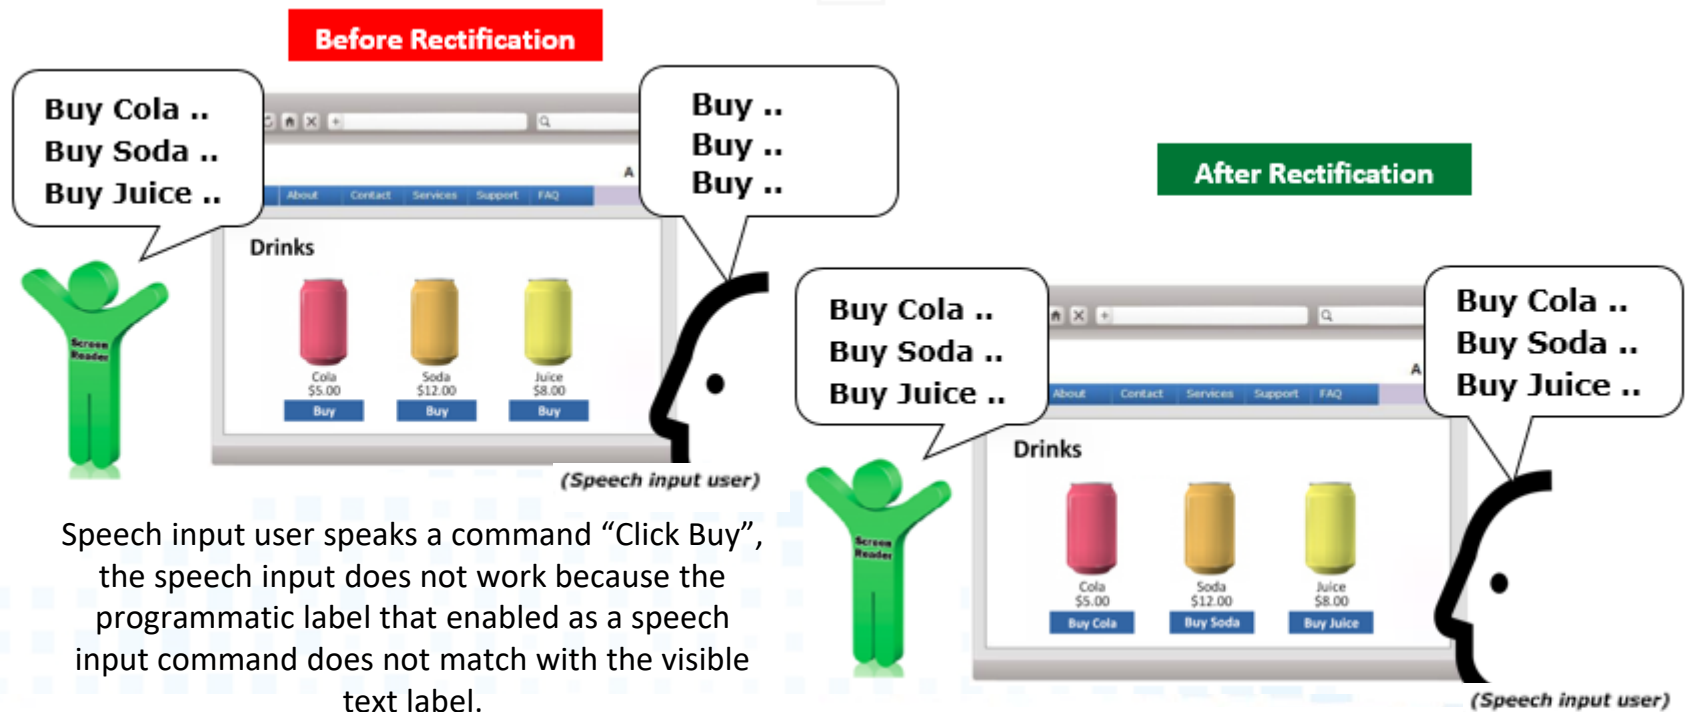 Before Rectification
Buy Cola ..
Buy Soda ..
Buy Juice ..
Buy ..
Buy ..
Buy ..
A
About Contact Services Support FAQ
Drinks
Screen
Reader
Cola Soda Juice
$5.00 $12.00 $8.00
Buy Buy Buy
(Speech input user)
Speech input user speaks a command “Click Buy”,
the speech input does not work because the
programmatic label that enabled as a speech
input command does not match with the visible
text label.
After Rectification
Buy Cola ..
Buy Soda ..
Buy Juice ..
Buy Cola ..
Buy Soda ..
Buy Juice ..
A
About Contact Services Support FAQ
Drinks
Screen
Reader
Cola Soda Juice
$5.00 $12.00 $8.00
Buy Cola Buy Soda Buy Juice
(Speech input user)